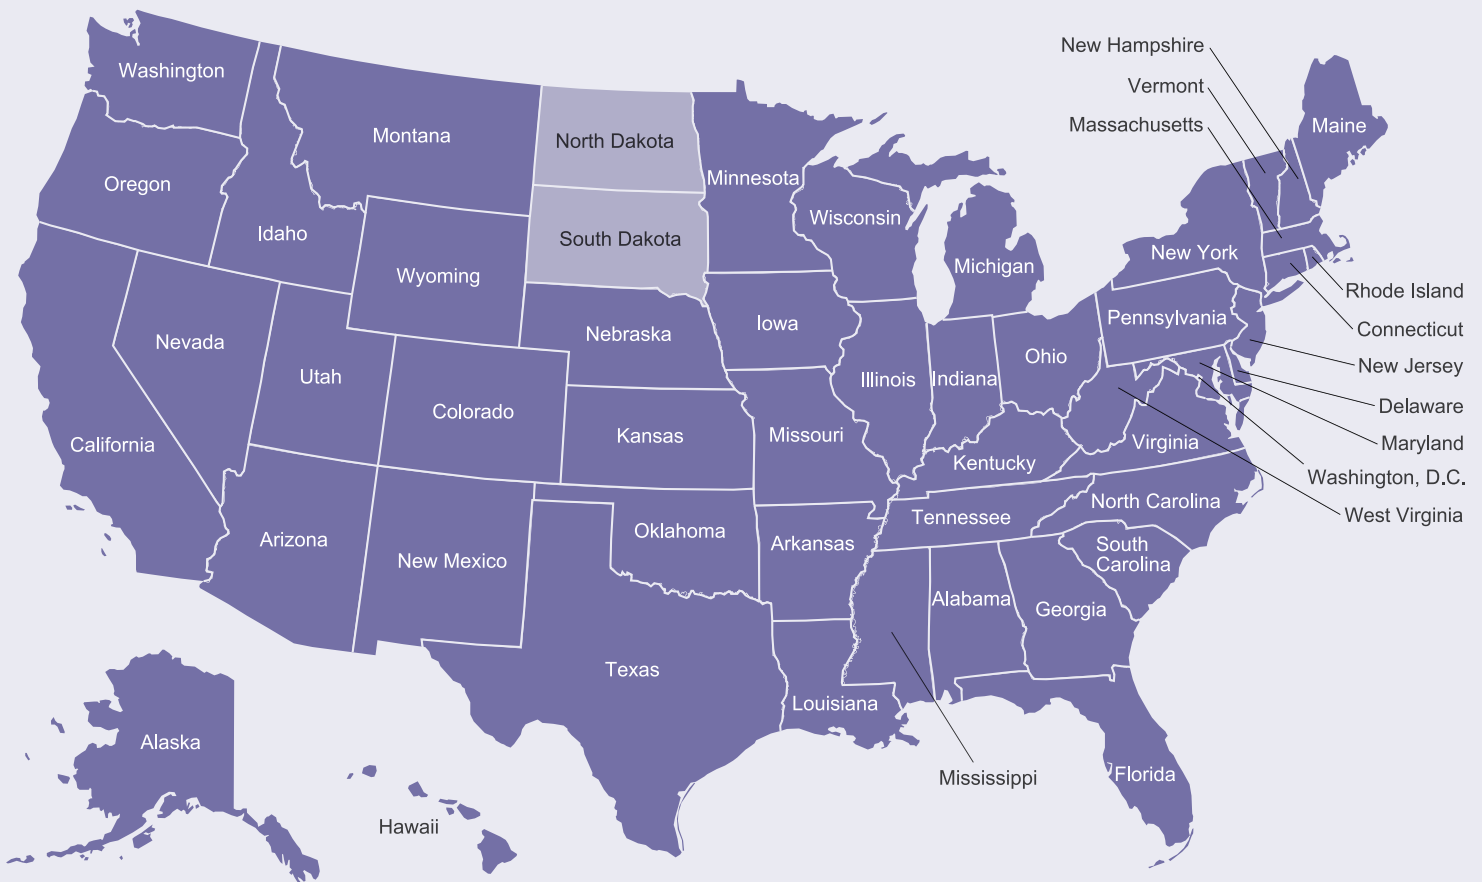 New Hampshire
Vermont
Massachusetts
Washington
Montana
North Dakota
Minnesota
Maine
Oregon
Idaho
South Dakota
Wisconsin
Wyoming
Michigan
New York
Rhode Island
Nevada
Nebraska
Iowa
Pennsylvania
Connecticut
Utah
Colorado
Illinois
Indiana
Ohio
New Jersey
Delaware
California
Kansas
Missouri
Kentucky
Virginia
Maryland
Washington, D.C.
West Virginia
Arizona
New Mexico
Oklahoma
Arkansas
Tennessee
North Carolina
South
Carolina
Alabama
Georgia
Texas
Louisiana
Mississippi
Florida
Alaska
Hawaii